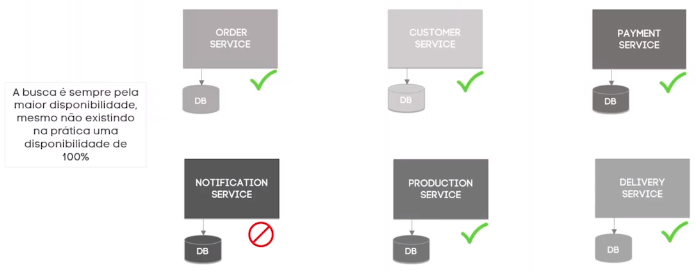 ORDER
SERVICE
DB
CUSTOMER
SERVICE
DB
PAYMENT
SERVICE
DB
A busca é sempre pela
maior disponibilidade,
mesmo não existindo
na prática uma
disponibilidade de
100%
NOTIFICATION
SERVICE
DB
PRODUCTION
SERVICE
DB
DELIVERY
SERVICE
DB